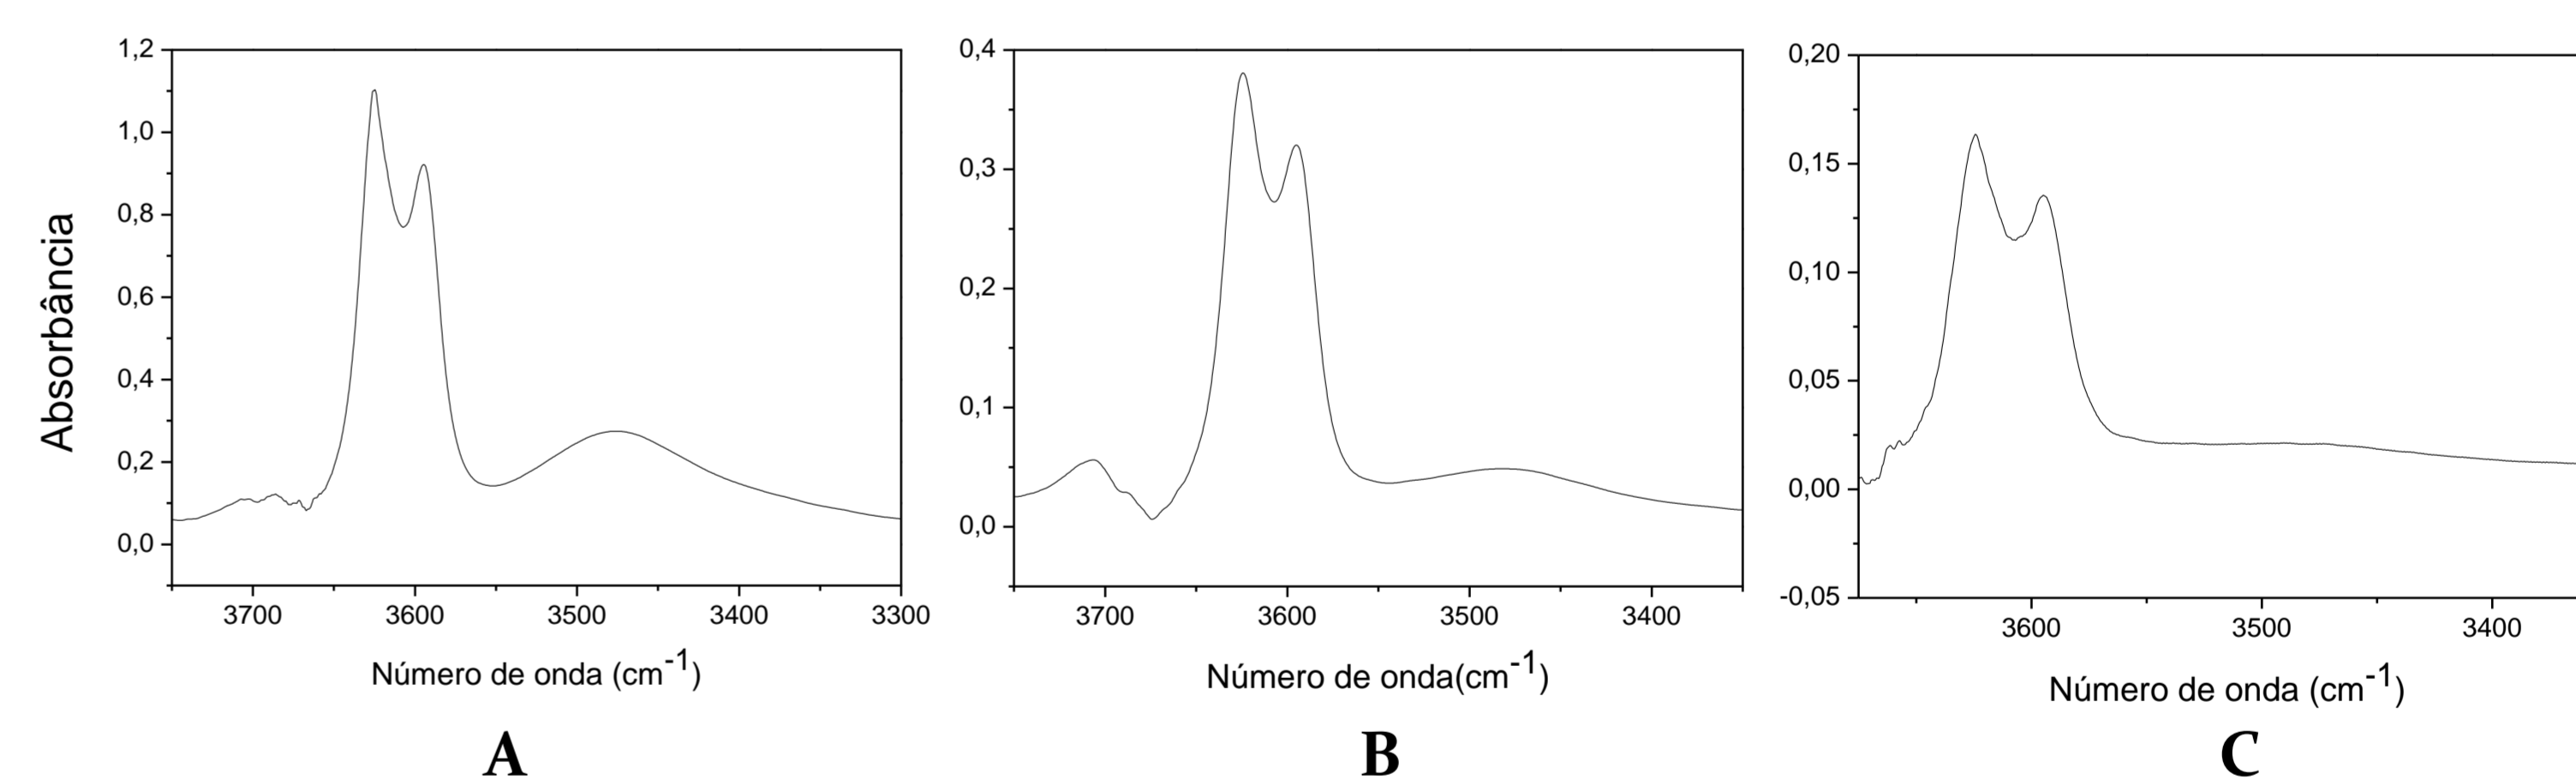 Absorbância
1,2
1,0
0,8
0,6
0,4
0,2
0,0
3700 3600 3500 3400 3300
Número de onda (cm-1)
A
0,4
0,3
0,2
0,1
0,0
3700 3600 3500 3400
Número de onda(cm-1)
B
0,20
0,15
0,10
0,05
0,00
-0,05
3600 3500 3400
Número de onda (cm-1)
C